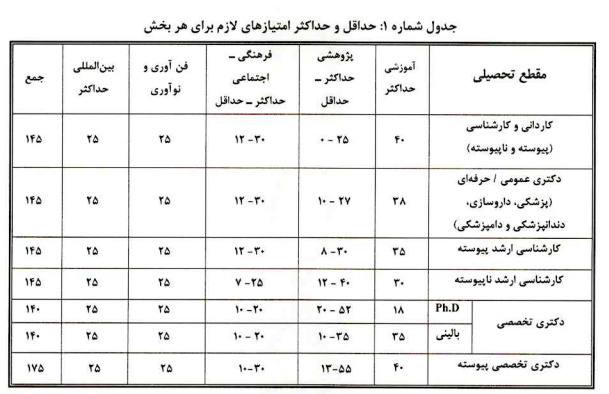 جدول شماره ۱: حداقل و حداکثر امتیازهای لازم برای هر بخش
مقطع تحصیلی | آموزشی حداکثر | پژوهشی حداکثر – حداقل | فرهنگی – اجتماعی حداکثر – حداقل | فن آوری و نوآوری | بین‌المللی حداکثر | جمع
کاردانی و کارشناسی (پیوسته و ناپیوسته) | ۴۰ | ۲۵ - ۰ | ۳۰ - ۱۲ | ۲۵ | ۲۵ | ۱۴۵
دکتری عمومی / حرفه‌ای (پزشکی، داروسازی، دندانپزشکی و دامپزشکی) | ۳۸ | ۲۷ - ۱۰ | ۳۰ - ۱۲ | ۲۵ | ۲۵ | ۱۴۵
کارشناسی ارشد پیوسته | ۳۵ | ۳۰ - ۸ | ۳۰ - ۱۲ | ۲۵ | ۲۵ | ۱۴۵
کارشناسی ارشد ناپیوسته | ۳۰ | ۴۰ - ۱۲ | ۲۵ - ۷ | ۲۵ | ۲۵ | ۱۴۵
دکتری تخصصی | Ph.D | ۱۸ | ۵۲ - ۲۰ | ۲۰ - ۱۰ | ۲۵ | ۲۵ | ۱۴۰
بالینی | ۳۵ | ۳۵ - ۱۰ | ۲۰ - ۱۰ | ۲۵ | ۲۵ | ۱۴۰
دکتری تخصصی پیوسته | ۴۰ | ۵۵-۱۳ | ۳۰-۱۰ | ۲۵ | ۲۵ | ۱۷۵